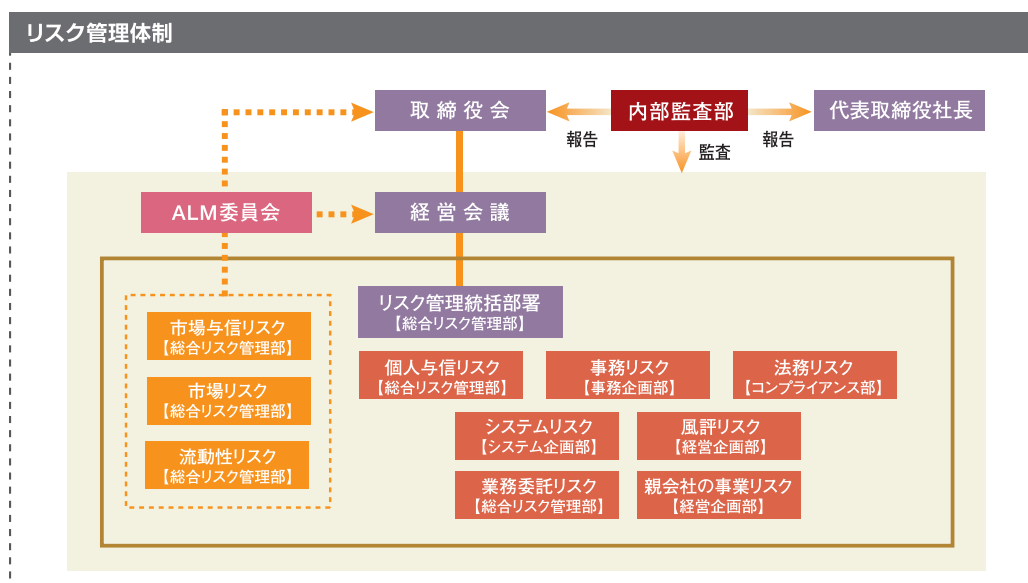 リスク管理体制
取締役会
内部監査部
代表取締役社長
報告
報告
監査
ALM委員会
経営会議
リスク管理統括部署
【総合リスク管理部】
市場与信リスク
【総合リスク管理部】
市場リスク
【総合リスク管理部】
流動性リスク
【総合リスク管理部】
個人与信リスク
【総合リスク管理部】
事務リスク
【事務企画部】
法務リスク
【コンプライアンス部】
システムリスク
【システム企画部】
風評リスク
【経営企画部】
業務委託リスク
【総合リスク管理部】
親会社の事業リスク
【経営企画部】